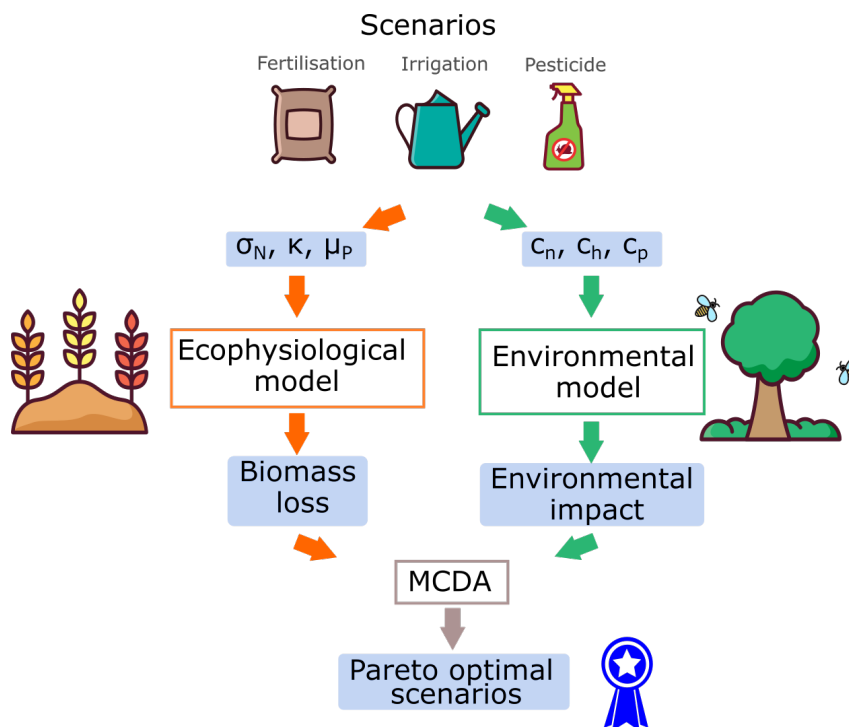 Scenarios
Fertilisation Irrigation Pesticide
σN, κ, μP
cn, ch, cp
Ecophysiological
model
Environmental
model
Biomass
loss
Environmental
impact
MCDA
Pareto optimal
scenarios